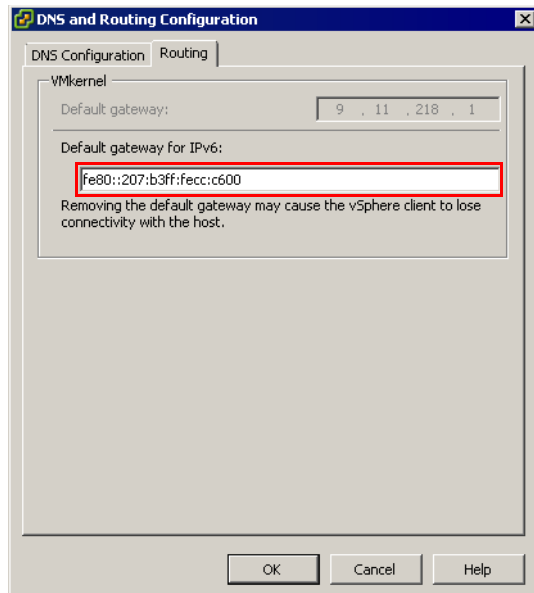 DNS and Routing Configuration
DNS Configuration Routing
VMkernel
Default gateway: 9 . 11 . 218 . 1
Default gateway for IPv6:
fe80::207:b3ff:fecc:c600
Removing the default gateway may cause the vSphere client to lose
connectivity with the host.
OK Cancel Help